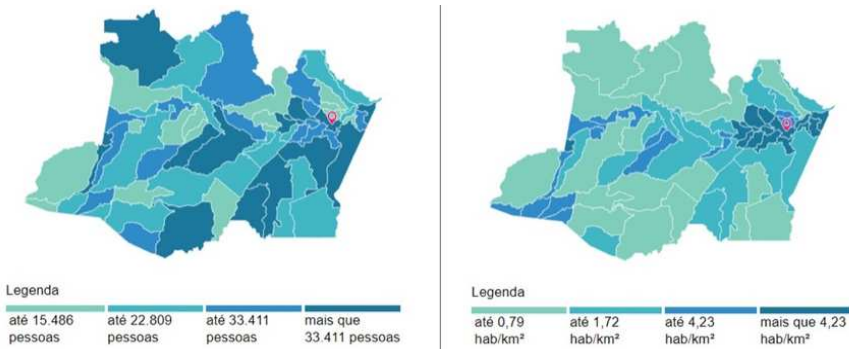 Legenda
até 15.486
pessoas
até 22.809
pessoas
até 33.411
pessoas
mais que
33.411 pessoas
Legenda
até 0,79
hab/km²
até 1,72
hab/km²
até 4,23
hab/km²
mais que 4,23
hab/km²